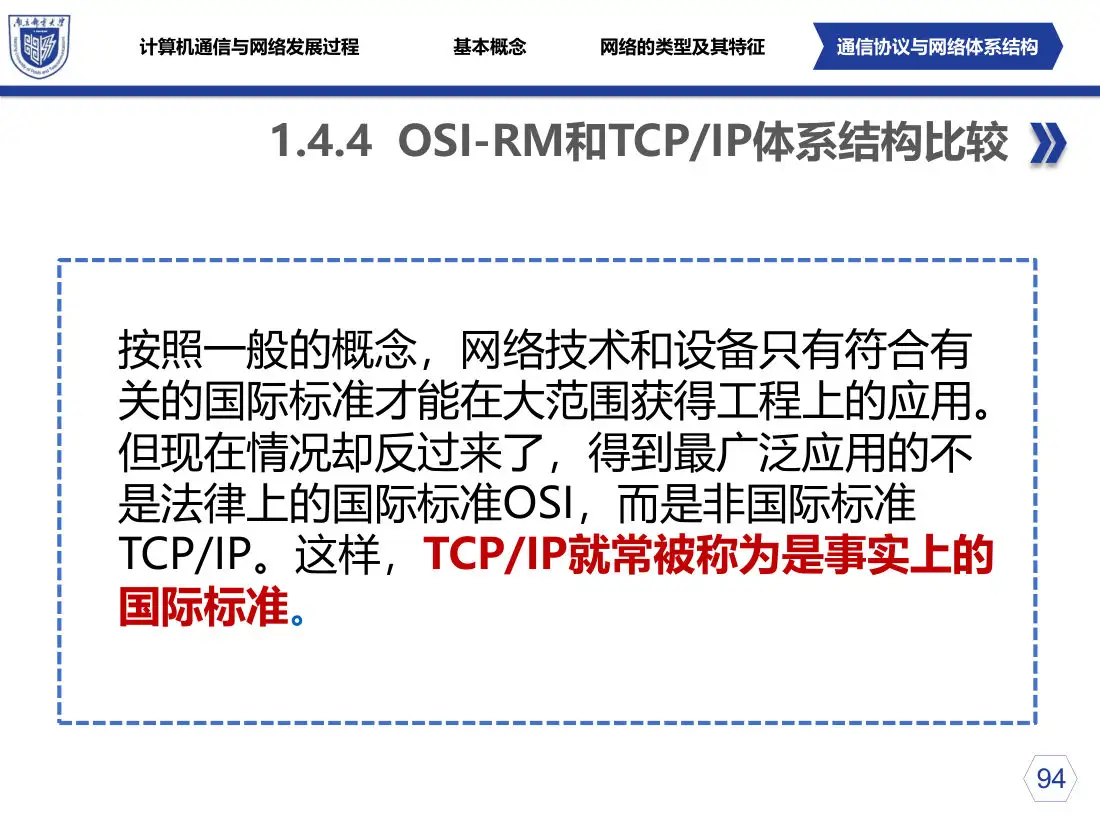 南京邮电大学
计算机通信与网络发展过程
基本概念
网络的类型及其特征
通信协议与网络体系结构
1.4.4 OSI-RM和TCP/IP体系结构比较
按照一般的概念，网络技术和设备只有符合有
关的国际标准才能在大范围获得工程上的应用。
但现在情况却反过来了，得到最广泛应用的不
是法律上的国际标准OSI，而是非国际标准
TCP/IP。这样，TCP/IP就常被称为是事实上的
国际标准。
94